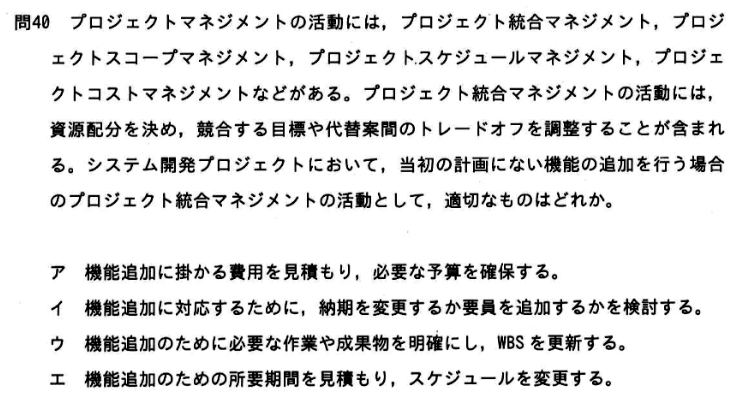 問40 プロジェクトマネジメントの活動には，プロジェクト統合マネジメント，プロジ
ェクトスコープマネジメント，プロジェクトスケジュールマネジメント，プロジェ
クトコストマネジメントなどがある。プロジェクト統合マネジメントの活動には，
資源配分を決め，競合する目標や代替案間のトレードオフを調整することが含まれ
る。システム開発プロジェクトにおいて，当初の計画にない機能の追加を行う場合
のプロジェクト統合マネジメントの活動として，適切なものはどれか。
ア 機能追加に掛かる費用を見積もり，必要な予算を確保する。
イ 機能追加に対応するために，納期を変更するか要員を追加するかを検討する。
ウ 機能追加のために必要な作業や成果物を明確にし，WBS を更新する。
エ 機能追加のための所要期間を見積もり，スケジュールを変更する。